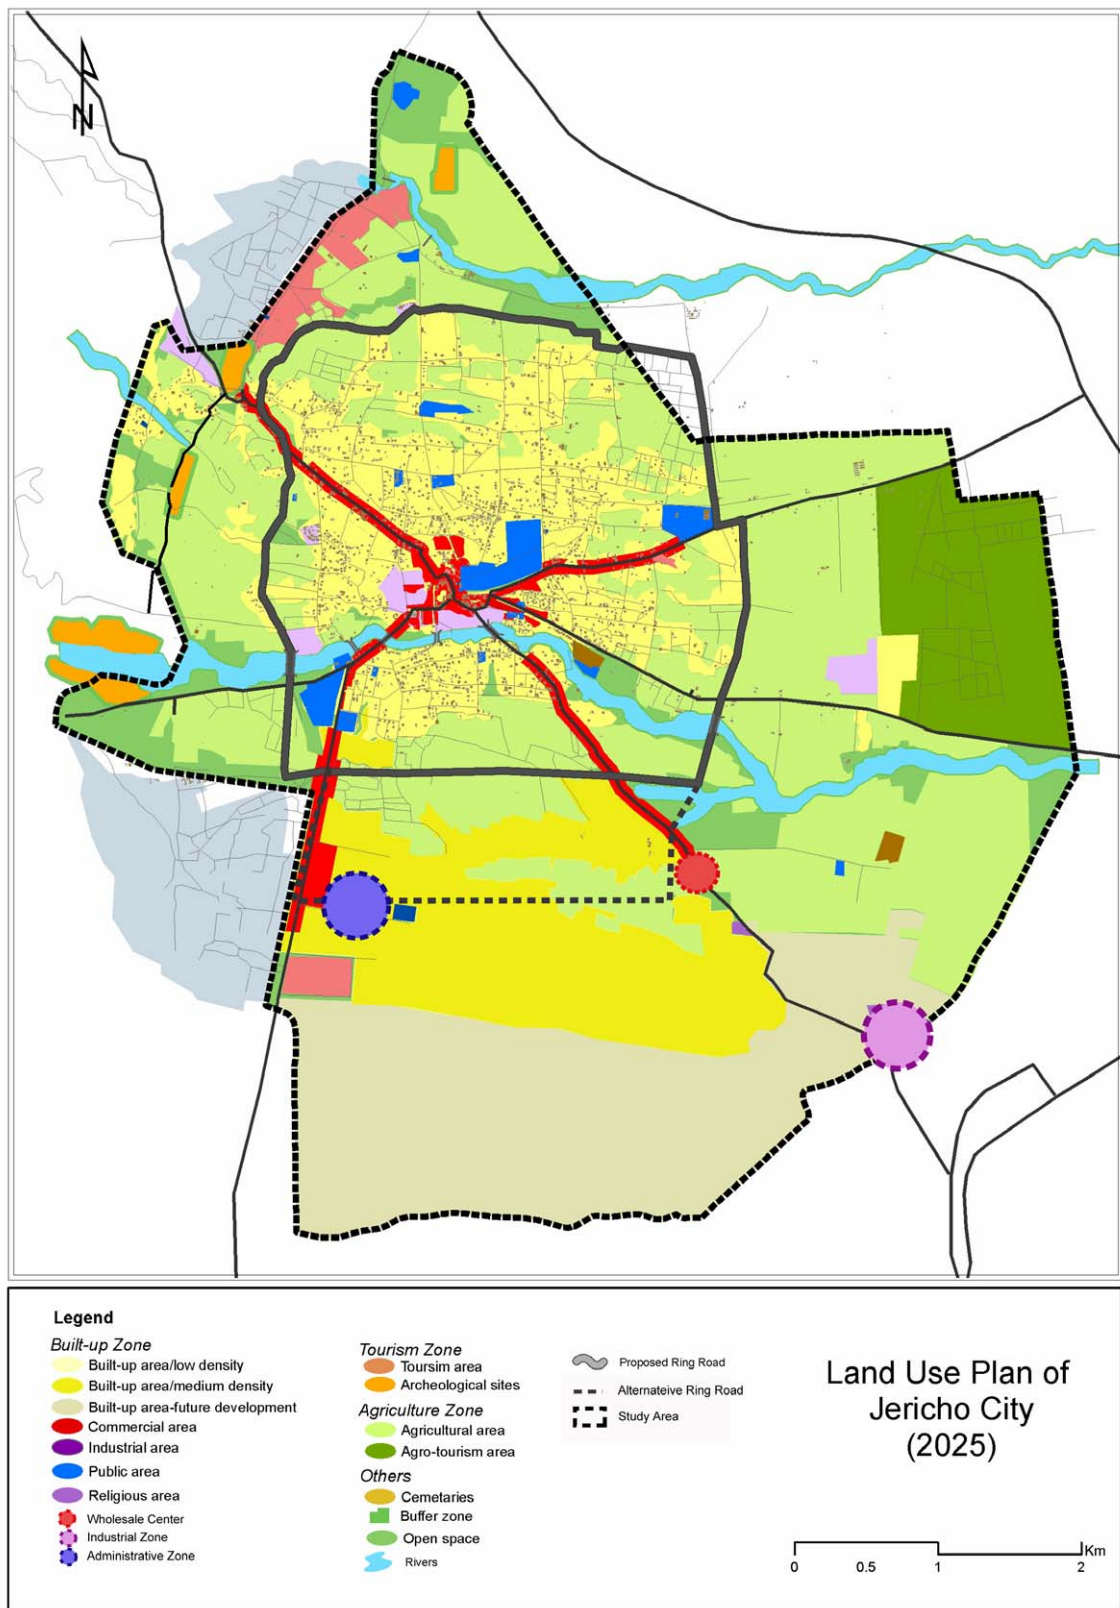 N
Legend
Built-up Zone
Built-up area/low density
Built-up area/medium density
Built-up area-future development
Commercial area
Industrial area
Public area
Religious area
Wholesale Center
Industrial Zone
Administrative Zone
Tourism Zone
Toursim area
Archeological sites
Agriculture Zone
Agricultural area
Agro-tourism area
Others
Cemetaries
Buffer zone
Open space
Rivers
Proposed Ring Road
Alternateive Ring Road
Study Area
Land Use Plan of
Jericho City
(2025)
Km
0 0.5 1 2